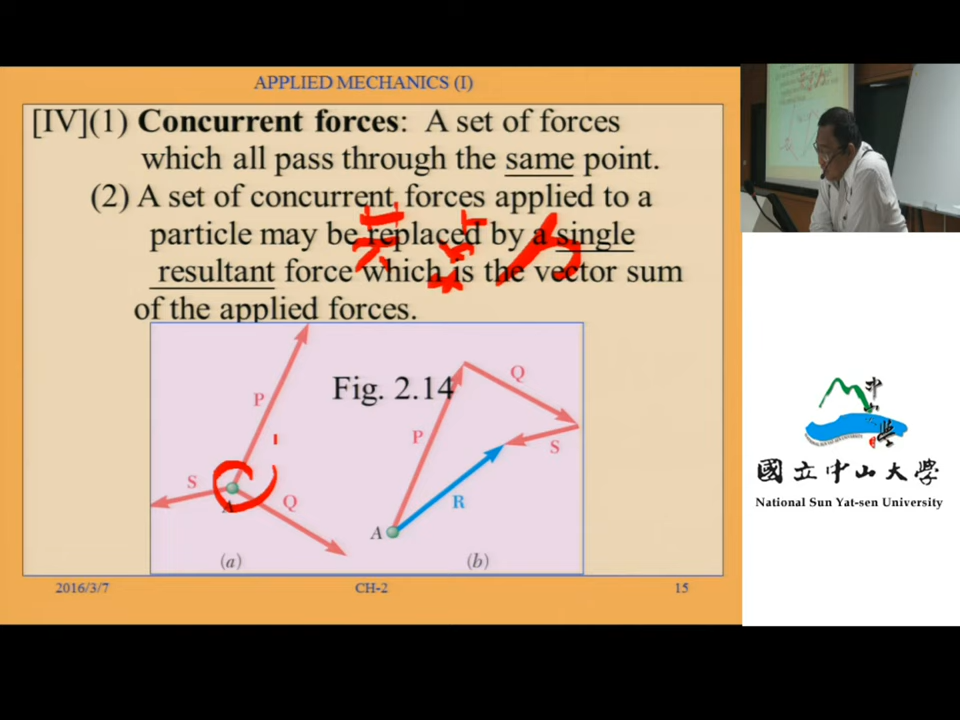 APPLIED MECHANICS (I)
[IV](1) Concurrent forces: A set of forces
which all pass through the same point.
(2) A set of concurrent forces applied to a
particle may be replaced by a single
resultant force which is the vector sum
of the applied forces.
共点力
Fig. 2.14
P
S
Q
A
(a)
P
Q
S
R
A
(b)
2016/3/7
CH-2
15
國立中山大學
National Sun Yat-sen University